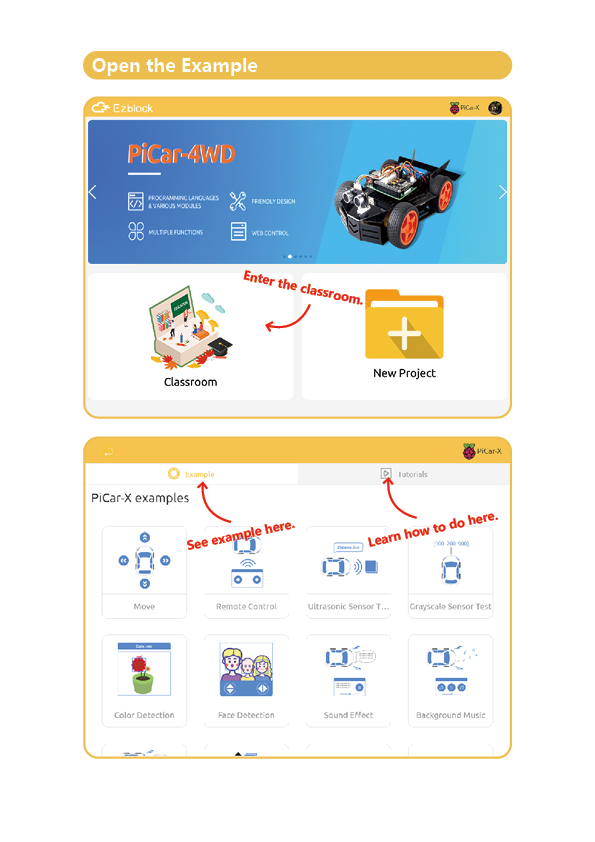 Open the Example
Ezblock
PiCar-X
PiCar-4WD
PROGRAMMING LANGUAGES
& VARIOUS MODULES
FRIENDLY DESIGN
MULTIPLE FUNCTIONS
WEB CONTROL
Enter the classroom.
Classroom
New Project
PiCar-X
Example
Tutorials
PiCar-X examples
See example here.
Learn how to do here.
Move
Remote Control
Ultrasonic Sensor T...
Grayscale Sensor Test
Color Detection
Face Detection
Sound Effect
Background Music